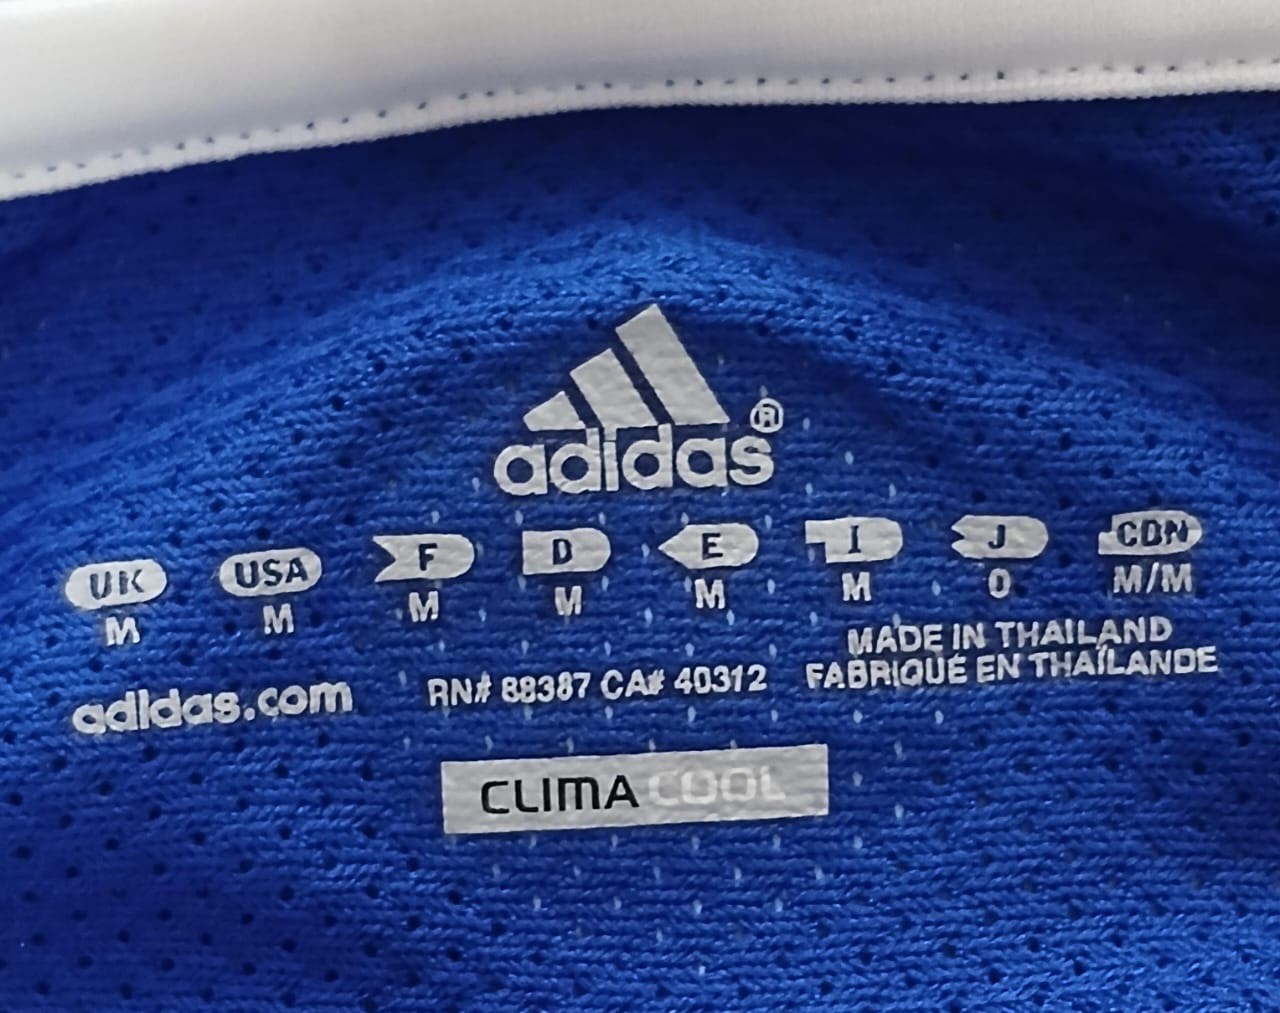 adidas®
UK USA F D E I J CDN
M M M M M M O M/M
MADE IN THAILAND
adidas.com RN# 88387 CA# 40312 FABRIQUÉ EN THAÏLANDE
CLIMACOOL